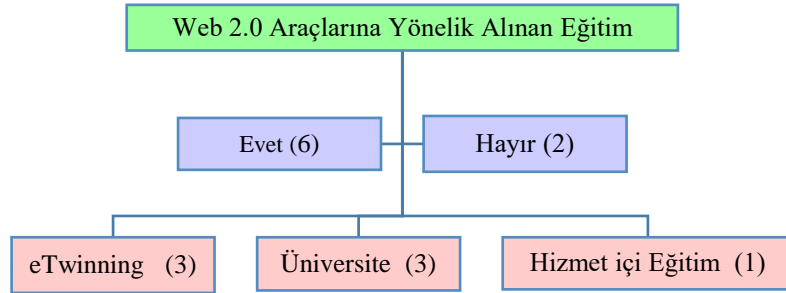 Web 2.0 Araçlarına Yönelik Alınan Eğitim
Evet (6)
Hayır (2)
eTwinning (3)
Üniversite (3)
Hizmet içi Eğitim (1)